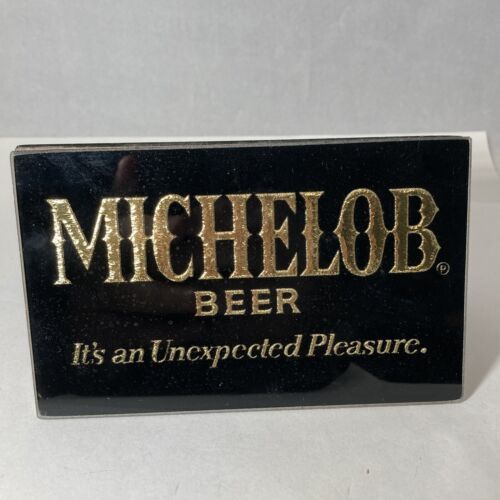 MICHELOB®
BEER
It's an Unexpected Pleasure.